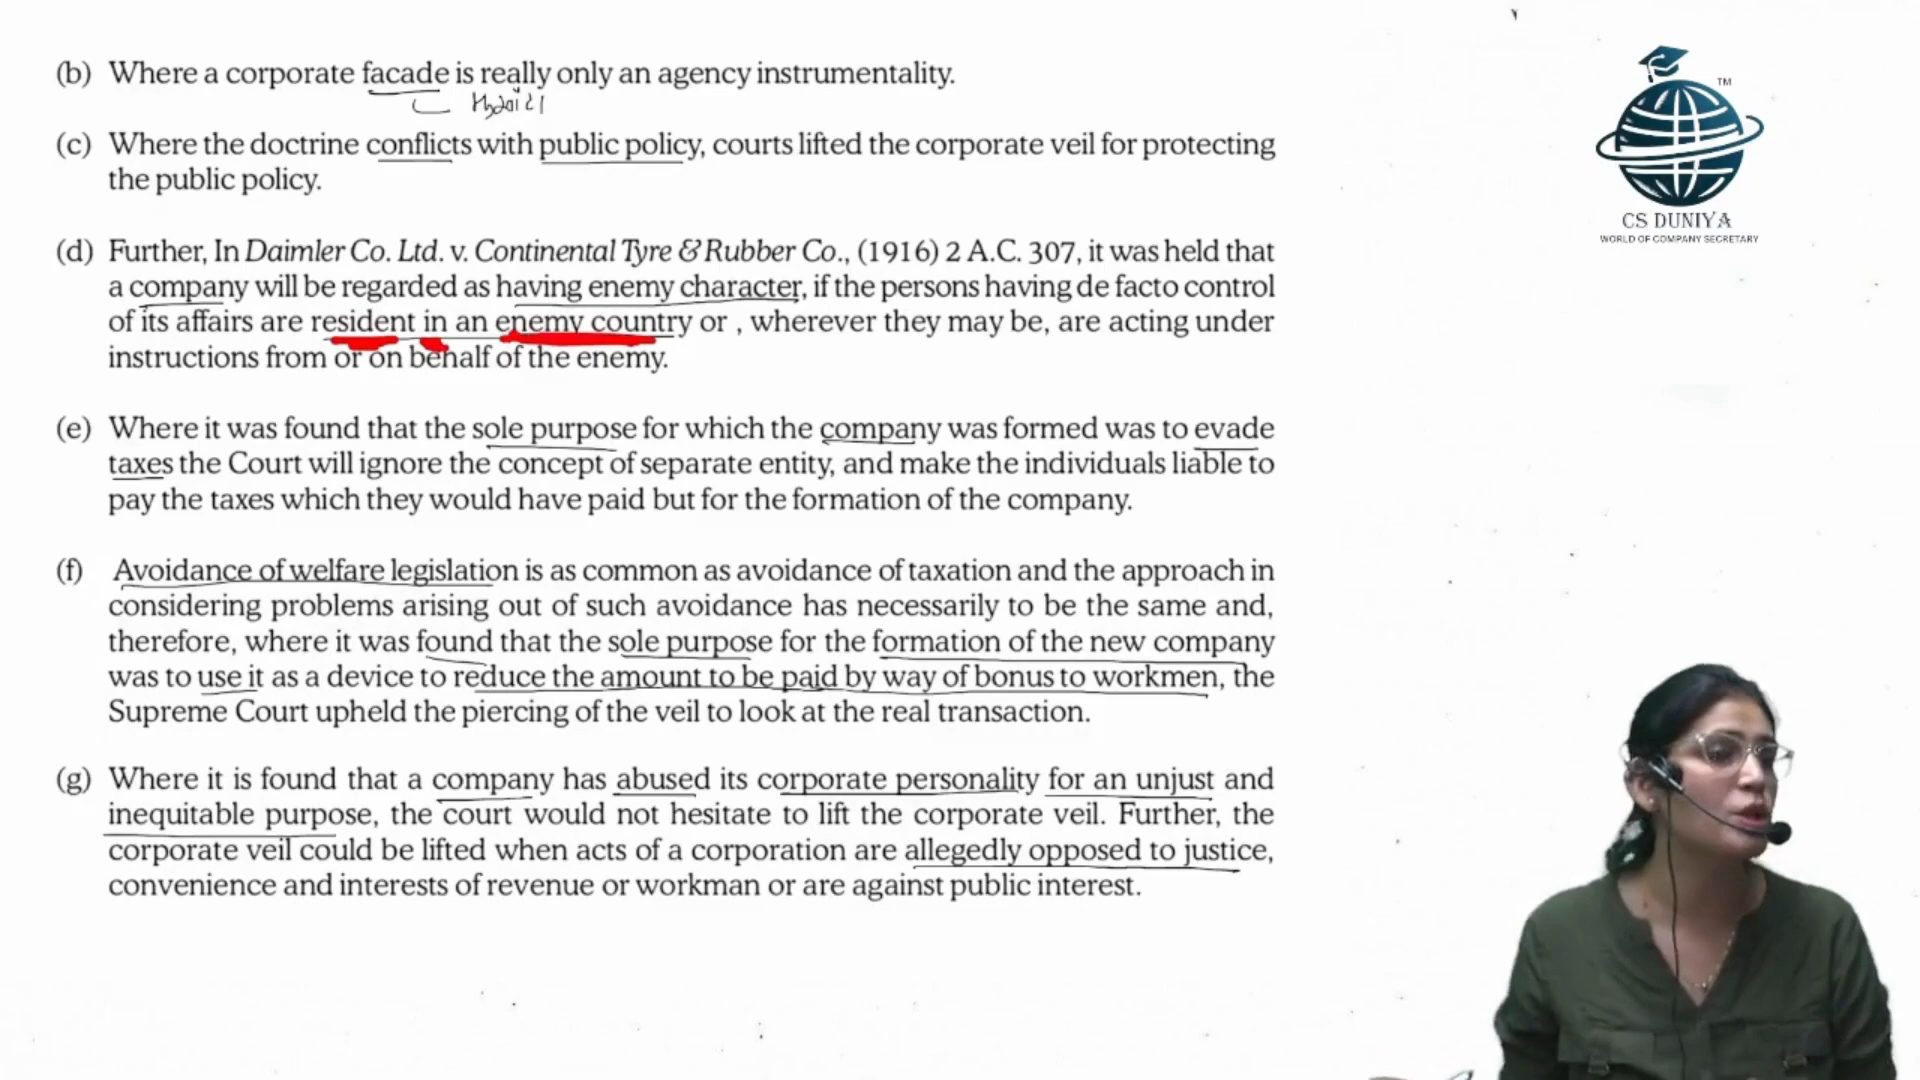 (b) Where a corporate facade is really only an agency instrumentality.
(c) Where the doctrine conflicts with public policy, courts lifted the corporate veil for protecting
the public policy.
(d) Further, In Daimler Co. Ltd. v. Continental Tyre & Rubber Co., (1916) 2 A.C. 307, it was held that
a company will be regarded as having enemy character, if the persons having de facto control
of its affairs are resident in an enemy country or , wherever they may be, are acting under
instructions from or on behalf of the enemy.
(e) Where it was found that the sole purpose for which the company was formed was to evade
taxes the Court will ignore the concept of separate entity, and make the individuals liable to
pay the taxes which they would have paid but for the formation of the company.
(f) Avoidance of welfare legislation is as common as avoidance of taxation and the approach in
considering problems arising out of such avoidance has necessarily to be the same and,
therefore, where it was found that the sole purpose for the formation of the new company
was to use it as a device to reduce the amount to be paid by way of bonus to workmen, the
Supreme Court upheld the piercing of the veil to look at the real transaction.
(g) Where it is found that a company has abused its corporate personality for an unjust and
inequitable purpose, the court would not hesitate to lift the corporate veil. Further, the
corporate veil could be lifted when acts of a corporation are allegedly opposed to justice,
convenience and interests of revenue or workman or are against public interest.
TM
CS DUNIYA
WORLD OF COMPANY SECRETARY